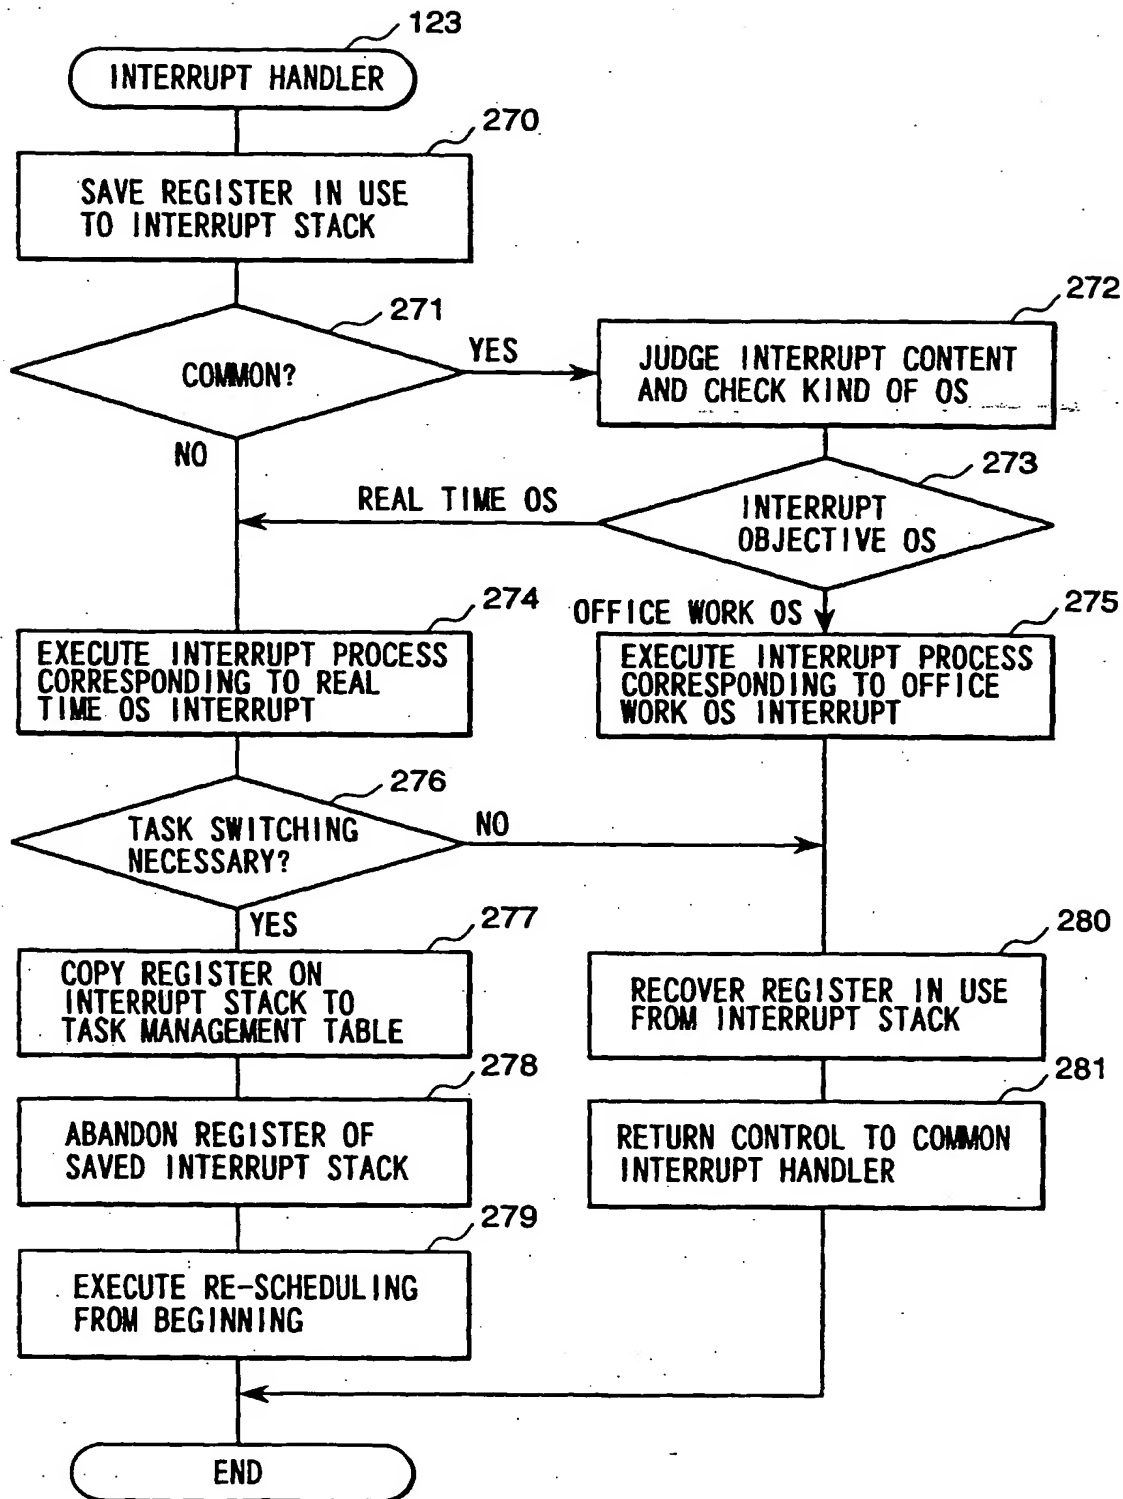 123
INTERRUPT HANDLER
270
SAVE REGISTER IN USE
TO INTERRUPT STACK
271
COMMON?
YES
NO
272
JUDGE INTERRUPT CONTENT
AND CHECK KIND OF OS
273
INTERRUPT
OBJECTIVE OS
REAL TIME OS
OFFICE WORK OS
274
EXECUTE INTERRUPT PROCESS
CORRESPONDING TO REAL
TIME OS INTERRUPT
275
EXECUTE INTERRUPT PROCESS
CORRESPONDING TO OFFICE
WORK OS INTERRUPT
276
TASK SWITCHING
NECESSARY?
NO
YES
277
COPY REGISTER ON
INTERRUPT STACK TO
TASK MANAGEMENT TABLE
280
RECOVER REGISTER IN USE
FROM INTERRUPT STACK
278
ABANDON REGISTER OF
SAVED INTERRUPT STACK
281
RETURN CONTROL TO COMMON
INTERRUPT HANDLER
279
EXECUTE RE-SCHEDULING
FROM BEGINNING
END